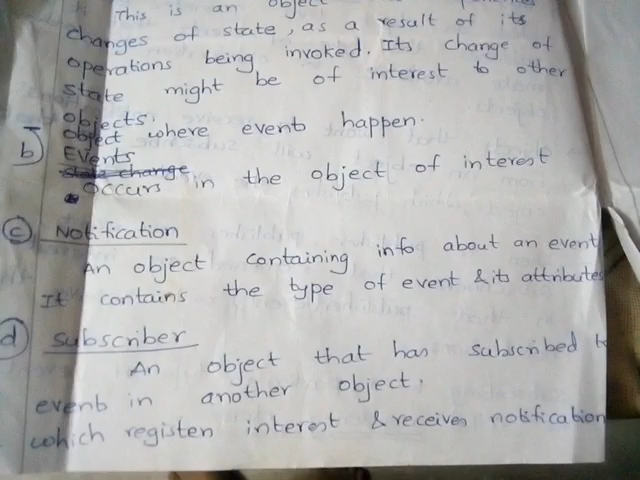 This is an object
changes of state, as a result of its
operations being invoked. Its change of
state might be of interest to other
objects.
object where event happen.
b) Events
state change
occurs in the object of interest
c) Notification
An object containing info about an event
It contains the type of event & its attributes
d) Subscriber
An object that has subscribed to
event in another object.
which register interest & receives notification